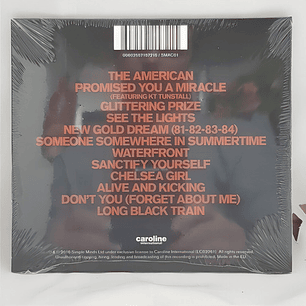 THE AMERICAN
PROMISED YOU A MIRACLE
(FEATURING KT TUNSTALL)
GLITTERING PRIZE
SEE THE LIGHTS
NEW GOLD DREAM (81-82-83-84)
SOMEONE SOMEWHERE IN SUMMERTIME
WATERFRONT
SANCTIFY YOURSELF
CHELSEA GIRL
ALIVE AND KICKING
DON'T YOU (FORGET ABOUT ME)
LONG BLACK TRAIN
caroline
international